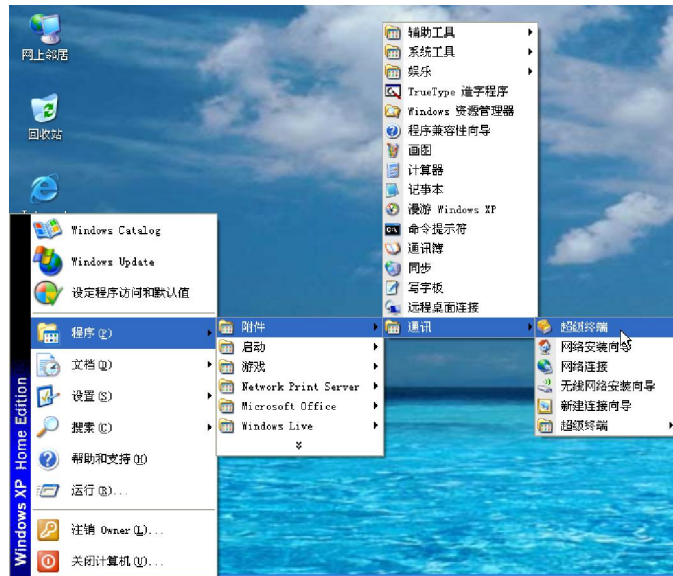 网上邻居
回收站
Windows Catalog
Windows Update
设定程序访问和默认值
程序(P)
文档(D)
设置(S)
搜索(C)
帮助和支持(H)
运行(R)...
注销 Owner(L)...
关闭计算机(U)...
Windows XP Home Edition
附件
启动
游戏
Network Print Server
Microsoft Office
Windows Live
辅助工具
系统工具
娱乐
TrueType 造字程序
Windows 资源管理器
程序兼容性向导
画图
计算器
记事本
漫游 Windows XP
命令提示符
通讯簿
同步
写字板
远程桌面连接
通讯
超级终端
网络安装向导
网络连接
无线网络安装向导
新建连接向导
超级终端